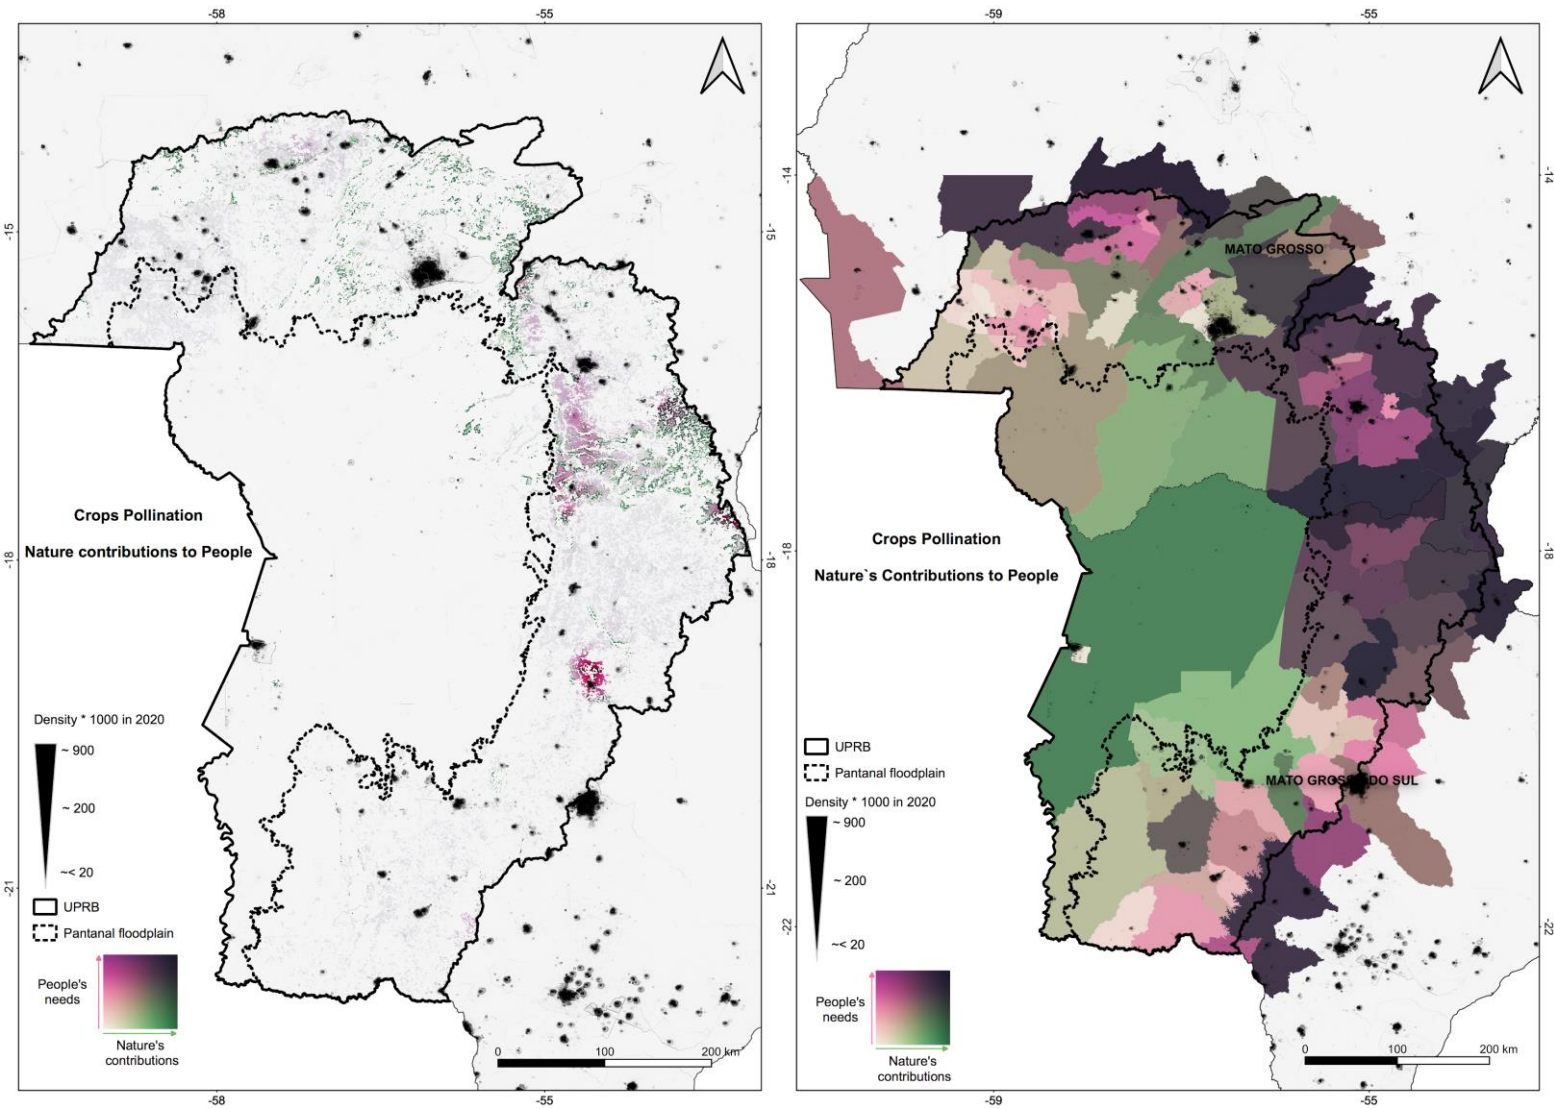 -58
-55
-15
-15
Crops Pollination
Nature contributions to People
-18
-18
Density * 1000 in 2020
~ 900
~ 200
~< 20
-21
-21
UPRB
Pantanal floodplain
People's
needs
Nature's
contributions
0
100
200 km
-58
-55
-59
-55
-14
-14
MATO GROSSO
Crops Pollination
Nature`s Contributions to People
-18
-18
UPRB
Pantanal floodplain
MATO GROSSO DO SUL
Density * 1000 in 2020
~ 900
~ 200
~< 20
-22
-22
People's
needs
Nature's
contributions
0
100
200 km
-59
-55